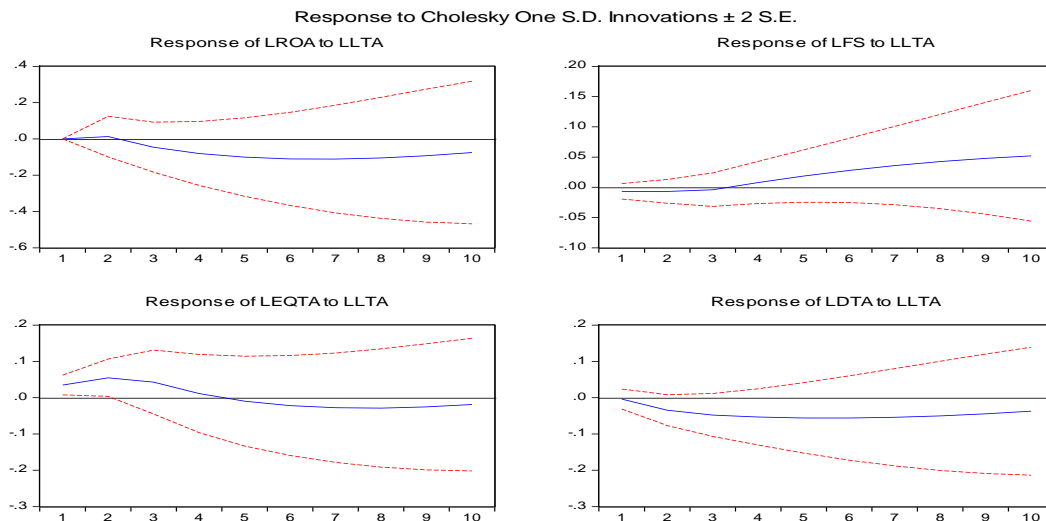 Response to Cholesky One S.D. Innovations ± 2 S.E.
Response of LROA to LLTA
.4
.2
.0
-.2
-.4
-.6
1 2 3 4 5 6 7 8 9 10
Response of LFS to LLTA
.20
.15
.10
.05
.00
-.05
-.10
1 2 3 4 5 6 7 8 9 10
Response of LEQTA to LLTA
.2
.1
.0
-.1
-.2
-.3
1 2 3 4 5 6 7 8 9 10
Response of LDTA to LLTA
.2
.1
.0
-.1
-.2
-.3
1 2 3 4 5 6 7 8 9 10